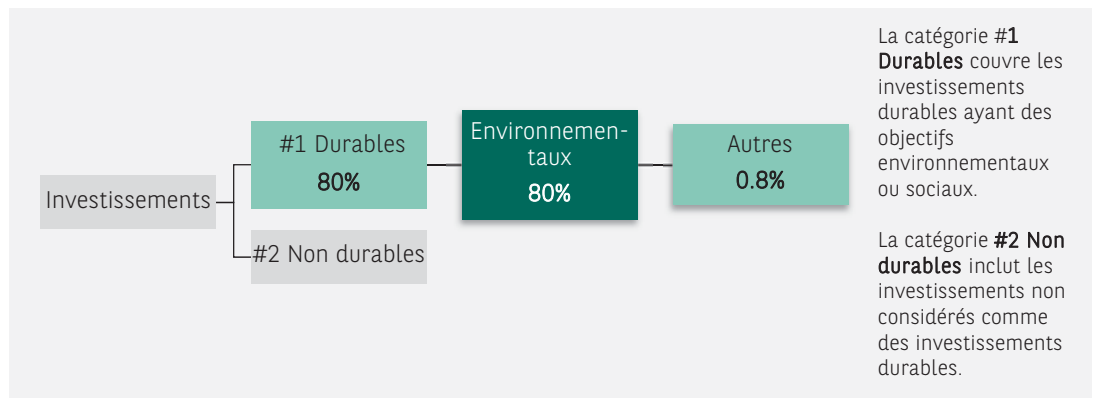 Investissements
#1 Durables
80%
#2 Non durables
Environnemen-
taux
80%
Autres
0.8%
La catégorie #1
Durables couvre les
investissements
durables ayant des
objectifs
environnementaux
ou sociaux.
La catégorie #2 Non
durables inclut les
investissements non
considérés comme
des investissements
durables.